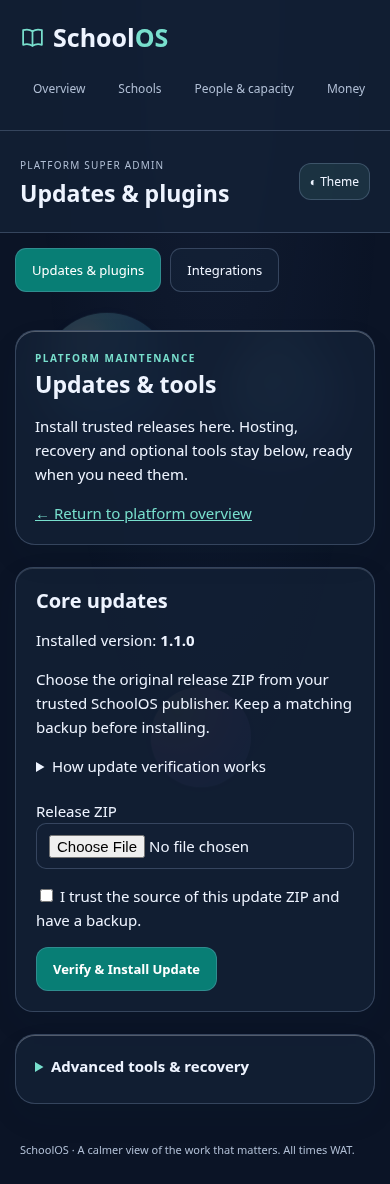 SchoolOS
Overview Schools People & capacity Money
PLATFORM SUPER ADMIN
Updates & plugins
Theme
Updates & plugins Integrations
PLATFORM MAINTENANCE
Updates & tools
Install trusted releases here. Hosting,
recovery and optional tools stay below, ready
when you need them.
← Return to platform overview
Core updates
Installed version: 1.1.0
Choose the original release ZIP from your
trusted SchoolOS publisher. Keep a matching
backup before installing.
How update verification works
Release ZIP
Choose File No file chosen
I trust the source of this update ZIP and
have a backup.
Verify & Install Update
Advanced tools & recovery
SchoolOS · A calmer view of the work that matters. All times WAT.